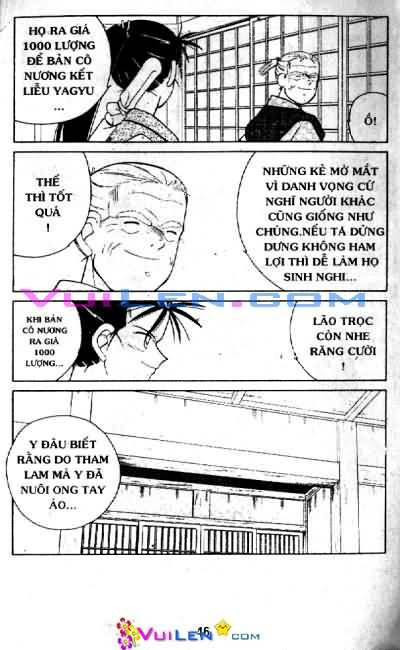 HỌ RA GIÁ
1000 LƯỢNG
ĐỂ BẢN CÔ
NƯƠNG KẾT
LIỄU YAGYU
...
Ồ!
THẾ
THÌ TỐT
QUÁ
!
NHỮNG KẺ MỜ MẮT
VÌ DANH VỌNG CỨ
NGHĨ NGƯỜI KHÁC
CŨNG GIỐNG NHƯ
CHÚNG.NẾU TA DỬNG
DƯNG KHÔNG HAM
LỢI THÌ DỄ LÀM HỌ
SINH NGHI...
VUILEN.COM
KHI BẢN
CÔ NƯƠNG
RA GIÁ
1000
LƯỢNG...
LÃO TRỌC
CÒN NHE
RĂNG CƯỜI
!
Y ĐÂU BIẾT
RẰNG DO THAM
LAM MÀ Y ĐÃ
NUÔI ONG TAY
ÁO...
46
VUILEN.COM